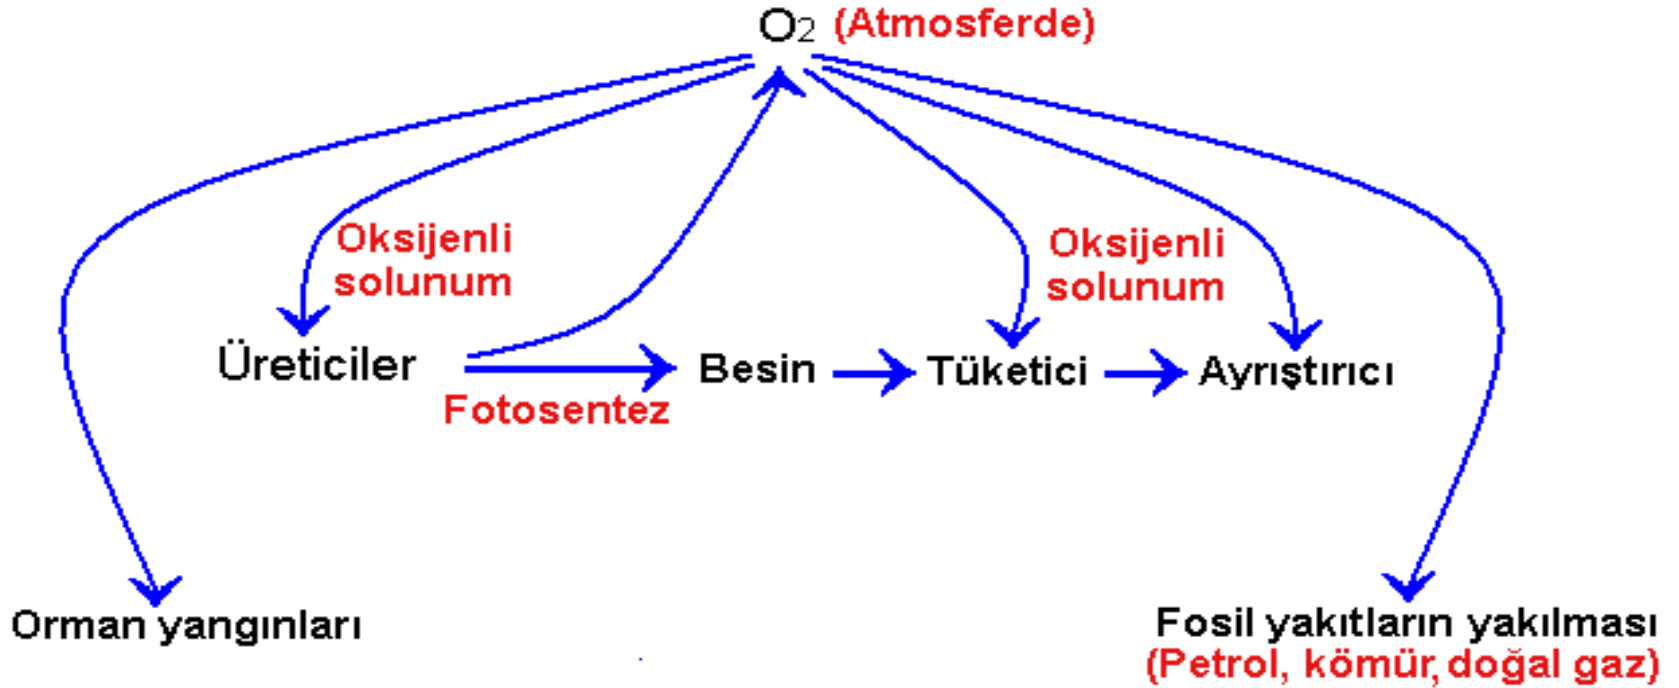 O2 (Atmosferde)
Oksijenli
solunum
Oksijenli
solunum
Üreticiler
Besin
Tüketici
Ayrıştırıcı
Fotosentez
Orman yangınları
Fosil yakıtların yakılması
(Petrol, kömür, doğal gaz)